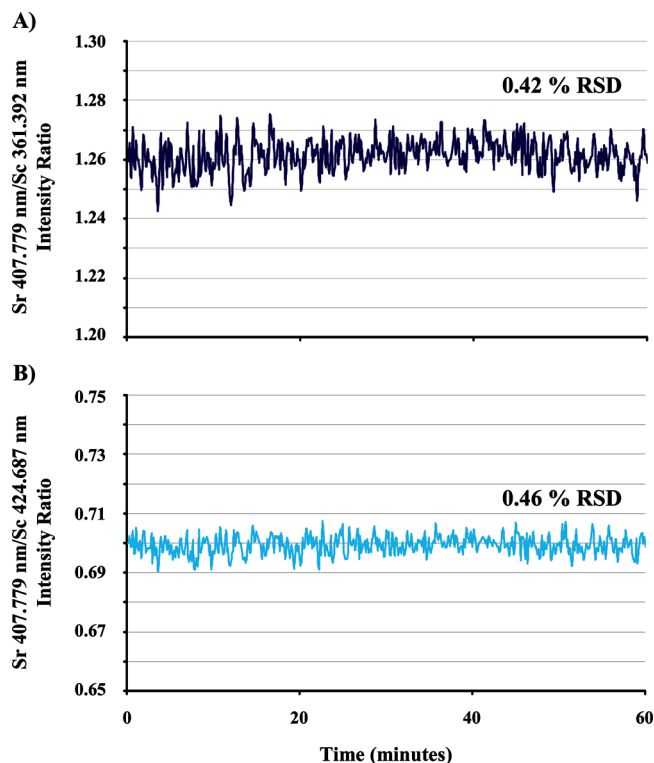 A)
Sr 407.779 nm/Sc 361.392 nm
Intensity Ratio
1.30
1.28
1.26
1.24
1.22
1.20
0.42 % RSD
B)
Sr 407.779 nm/Sc 424.687 nm
Intensity Ratio
0.75
0.73
0.71
0.69
0.67
0.65
0.46 % RSD
0 20 40 60
Time (minutes)